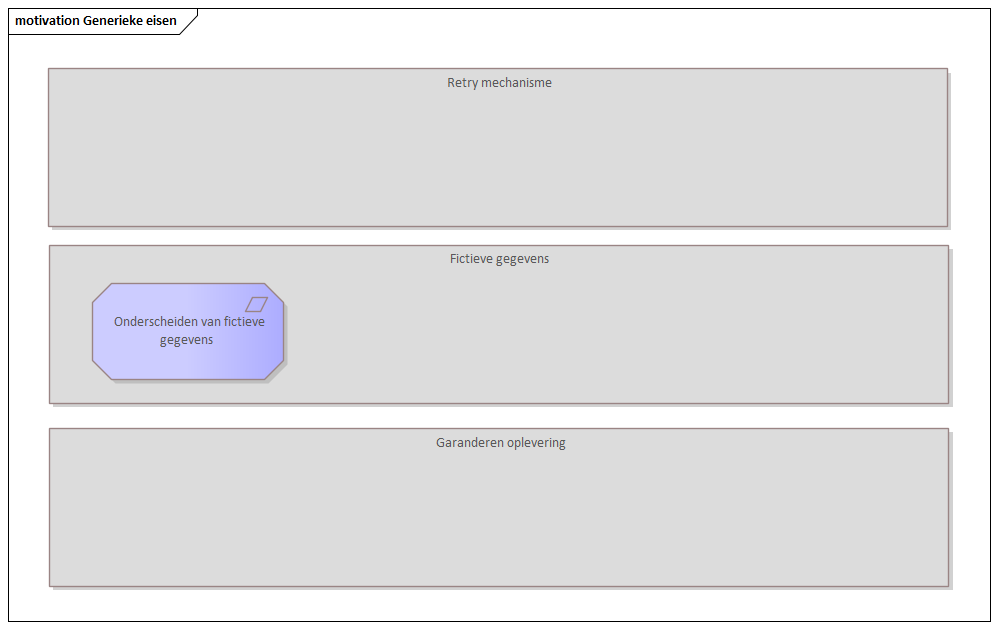 motivation Generieke eisen
Retry mechanisme
Fictieve gegevens
Onderscheiden van fictieve
gegevens
Garanderen oplevering